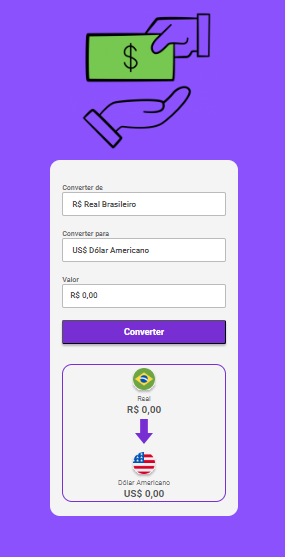 $
Converter de
R$ Real Brasileiro
Converter para
US$ Dólar Americano
Valor
R$ 0,00
Converter
Real
R$ 0,00
Dólar Americano
US$ 0,00